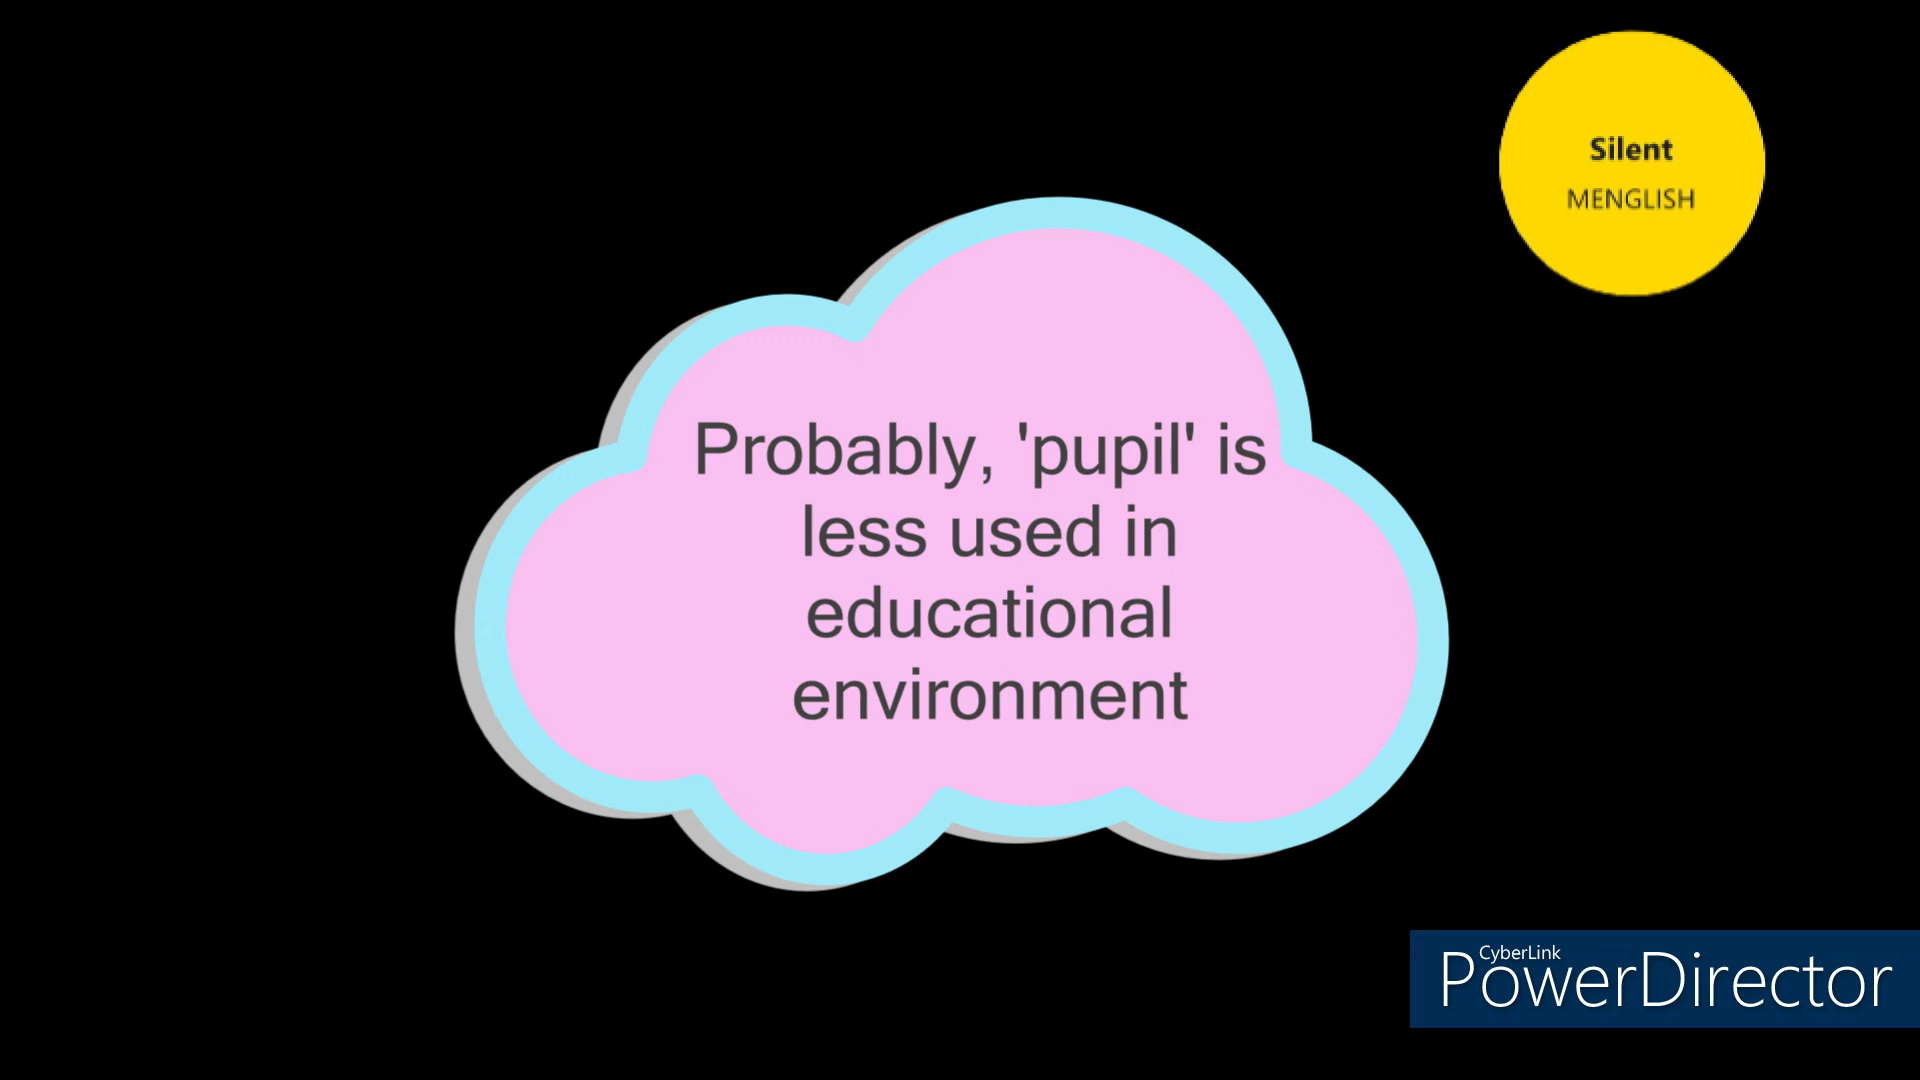 Silent
MENGLISH
Probably, 'pupil' is
less used in
educational
environment
CyberLink
PowerDirector